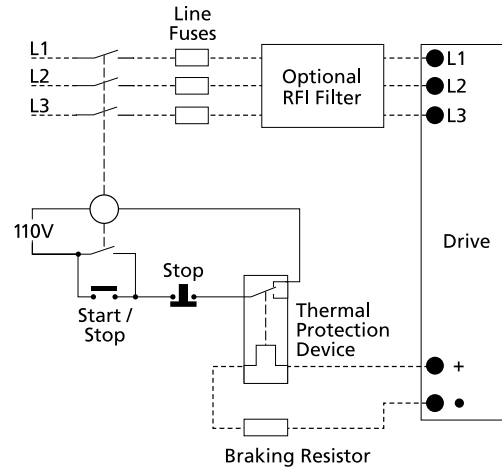 Line
Fuses
L1
L2
L3
Optional
RFI Filter
L1
L2
L3
110V
Drive
Stop
Start /
Stop
Thermal
Protection
Device
+
Braking Resistor